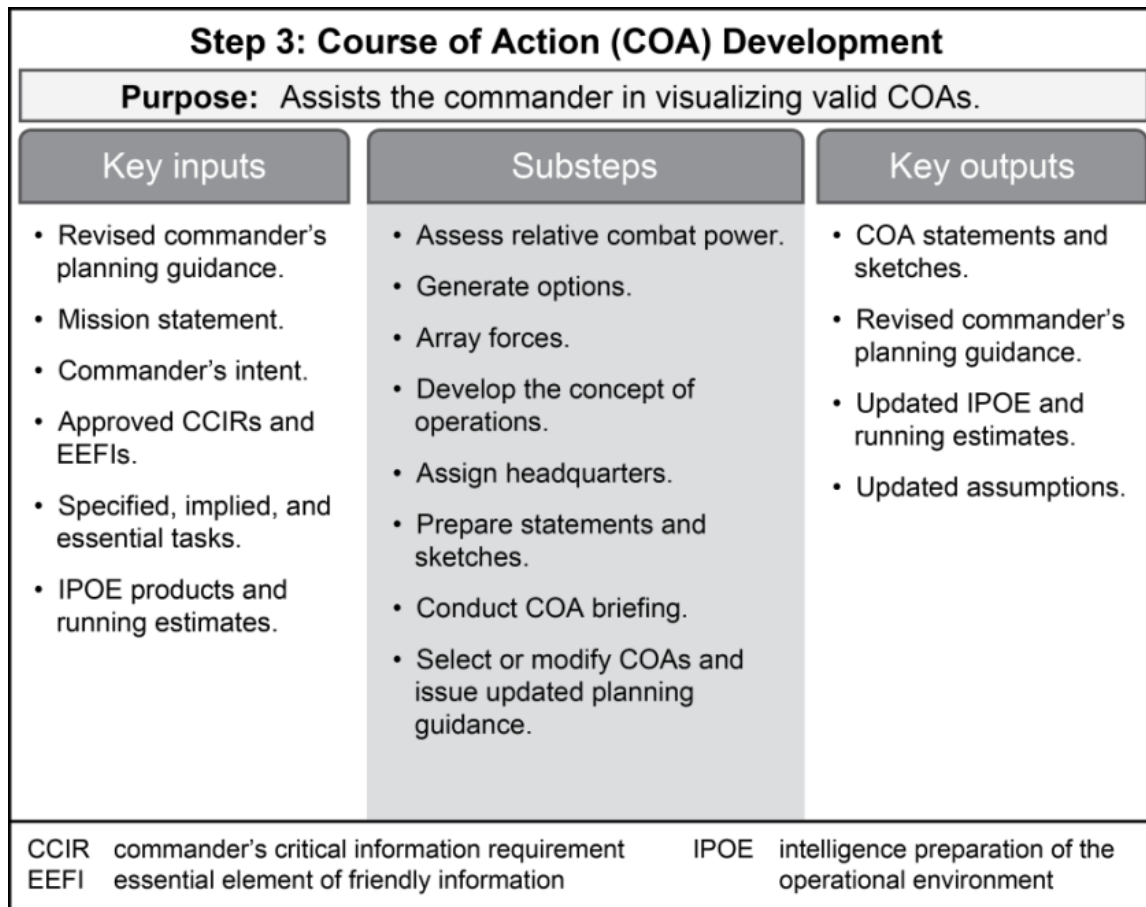 Step 3: Course of Action (COA) Development
Purpose: Assists the commander in visualizing valid COAs.
Key inputs
• Revised commander’s
planning guidance.
• Mission statement.
• Commander’s intent.
• Approved CCIRs and
EEFIs.
• Specified, implied, and
essential tasks.
• IPOE products and
running estimates.
Substeps
• Assess relative combat power.
• Generate options.
• Array forces.
• Develop the concept of
operations.
• Assign headquarters.
• Prepare statements and
sketches.
• Conduct COA briefing.
• Select or modify COAs and
issue updated planning
guidance.
Key outputs
• COA statements and
sketches.
• Revised commander’s
planning guidance.
• Updated IPOE and
running estimates.
• Updated assumptions.
CCIR commander’s critical information requirement
EEFI essential element of friendly information
IPOE intelligence preparation of the
operational environment